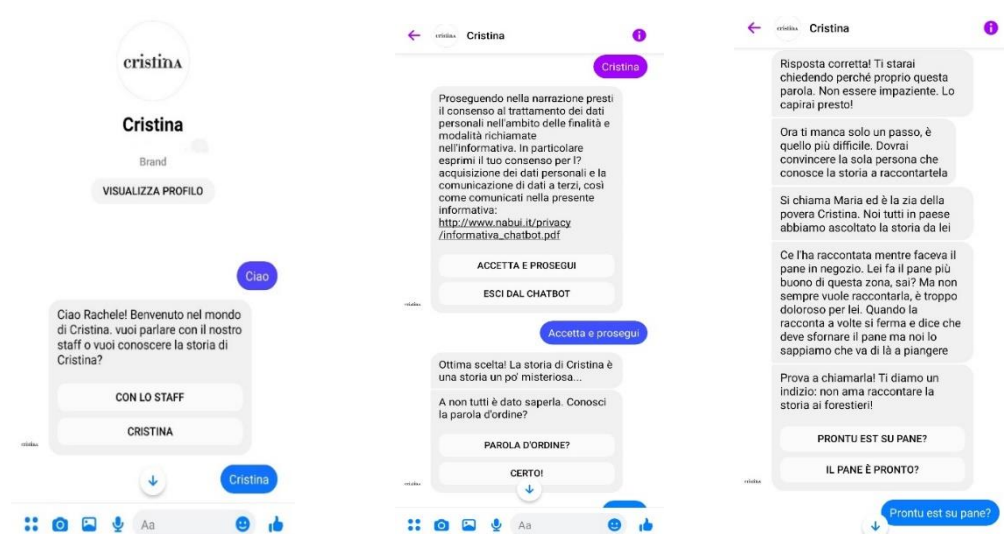 cristinA
Cristina
Brand
VISUALIZZA PROFILO
Ciao
Ciao Rachele! Benvenuto nel mondo
di Cristina. vuoi parlare con il nostro
staff o vuoi conoscere la storia di
Cristina?
CON LO STAFF
CRISTINA
cristina
Cristina
Aa
cristina
Cristina
Cristina
Proseguendo nella narrazione presti
il consenso al trattamento dei dati
personali nell'ambito delle finalità e
modalità richiamate
nell'informativa. In particolare
esprimi il tuo consenso per l?
acquisizione dei dati personali e la
comunicazione di dati a terzi, così
come comunicati nella presente
informativa:
http://www.nabui.it/privacy
/informativa_chatbot.pdf
ACCETTA E PROSEGUI
ESCI DAL CHATBOT
cristina
Accetta e prosegui
Ottima scelta! La storia di Cristina è
una storia un po' misteriosa...
A non tutti è dato saperla. Conosci
la parola d'ordine?
PAROLA D'ORDINE?
CERTO!
cristina
Aa
cristina
Cristina
Risposta corretta! Ti starai
chiedendo perché proprio questa
parola. Non essere impaziente. Lo
capirai presto!
Ora ti manca solo un passo, è
quello più difficile. Dovrai
convincere la sola persona che
conosce la storia a raccontartela
Si chiama Maria ed è la zia della
povera Cristina. Noi tutti in paese
abbiamo ascoltato la storia da lei
Ce l'ha raccontata mentre faceva il
pane in negozio. Lei fa il pane più
buono di questa zona, sai? Ma non
sempre vuole raccontarla, è troppo
doloroso per lei. Quando la
racconta a volte si ferma e dice che
deve sfornare il pane ma noi lo
sappiamo che va di là a piangere
Prova a chiamarla! Ti diamo un
indizio: non ama raccontare la
storia ai forestieri!
PRONTU EST SU PANE?
IL PANE È PRONTO?
cristina
Prontu est su pane?